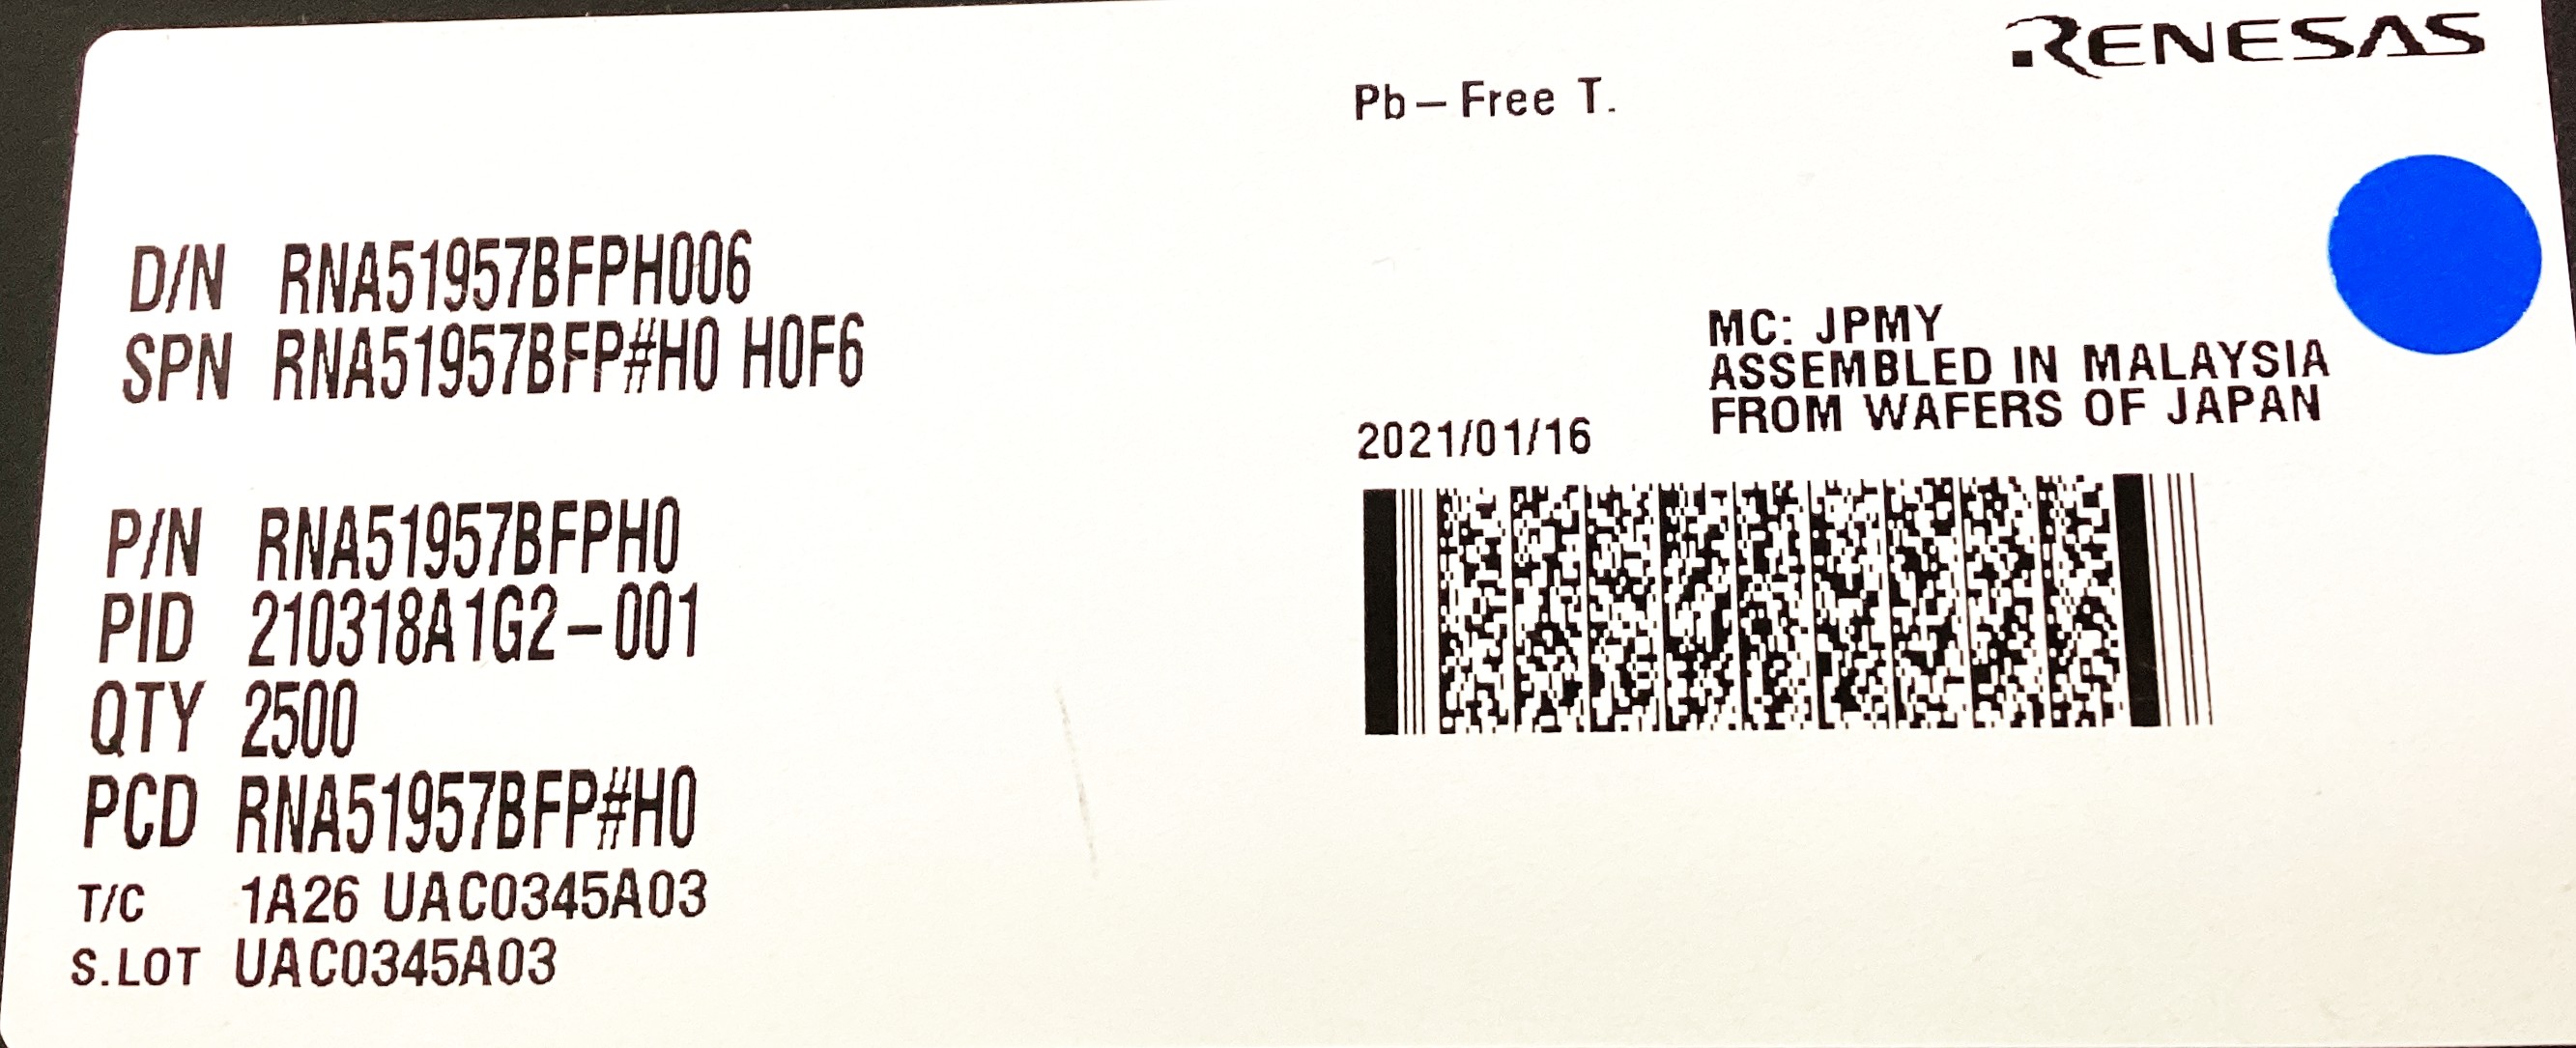 RENESAS
Pb-Free T.
D/N RNA51957BFPH006
SPN RNA51957BFP#H0 H0F6
MC: JPMY
ASSEMBLED IN MALAYSIA
FROM WAFERS OF JAPAN
2021/01/16
P/N RNA51957BFPH0
PID 210318A1G2-001
QTY 2500
PCD RNA51957BFP#H0
T/C 1A26 UAC0345A03
S.LOT UAC0345A03